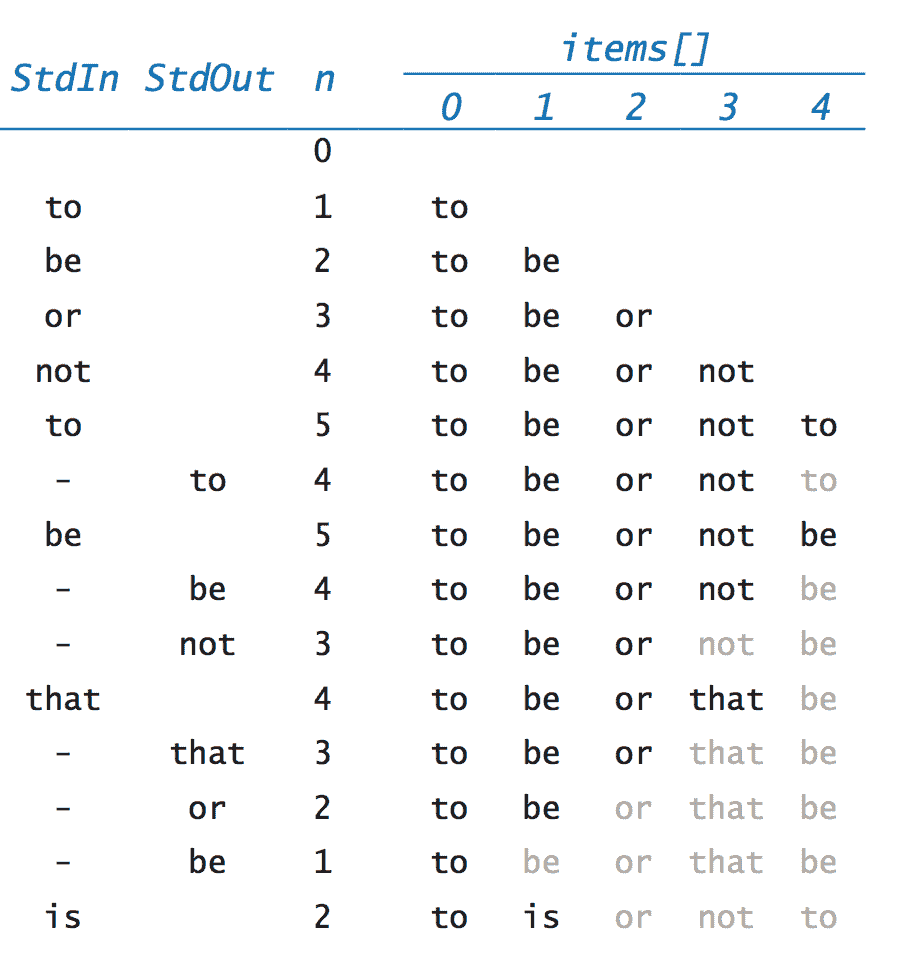 items[]
StdIn StdOut n 0 1 2 3 4
0
to 1 to
be 2 to be
or 3 to be or
not 4 to be or not
to 5 to be or not to
– to 4 to be or not to
be 5 to be or not be
– be 4 to be or not be
– not 3 to be or not be
that 4 to be or that be
– that 3 to be or that be
– or 2 to be or that be
– be 1 to be or that be
is 2 to is or not to